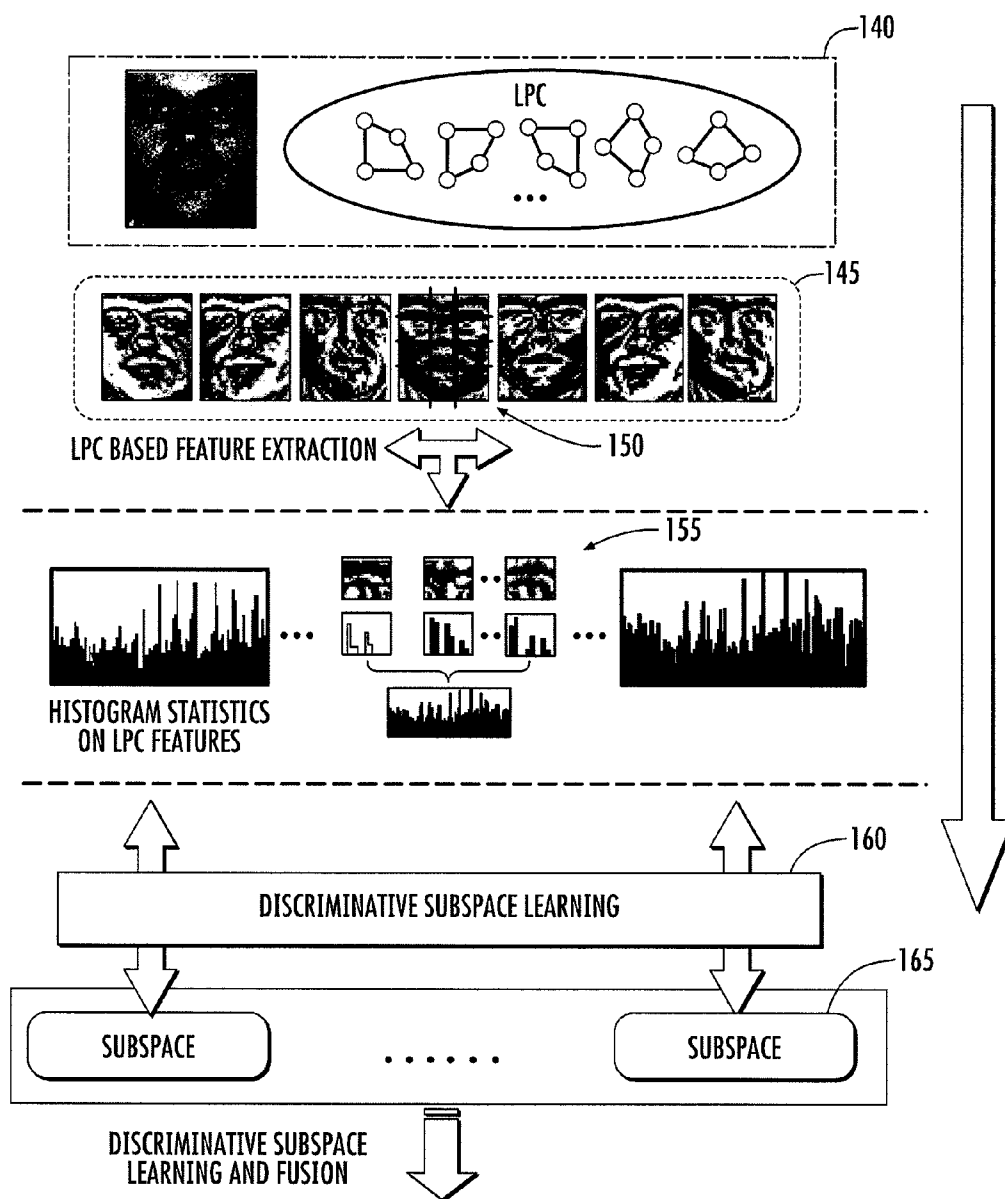 140
LPC
145
LPC BASED FEATURE EXTRACTION
150
155
HISTOGRAM STATISTICS
ON LPC FEATURES
160
DISCRIMINATIVE SUBSPACE LEARNING
165
SUBSPACE
SUBSPACE
DISCRIMINATIVE SUBSPACE
LEARNING AND FUSION